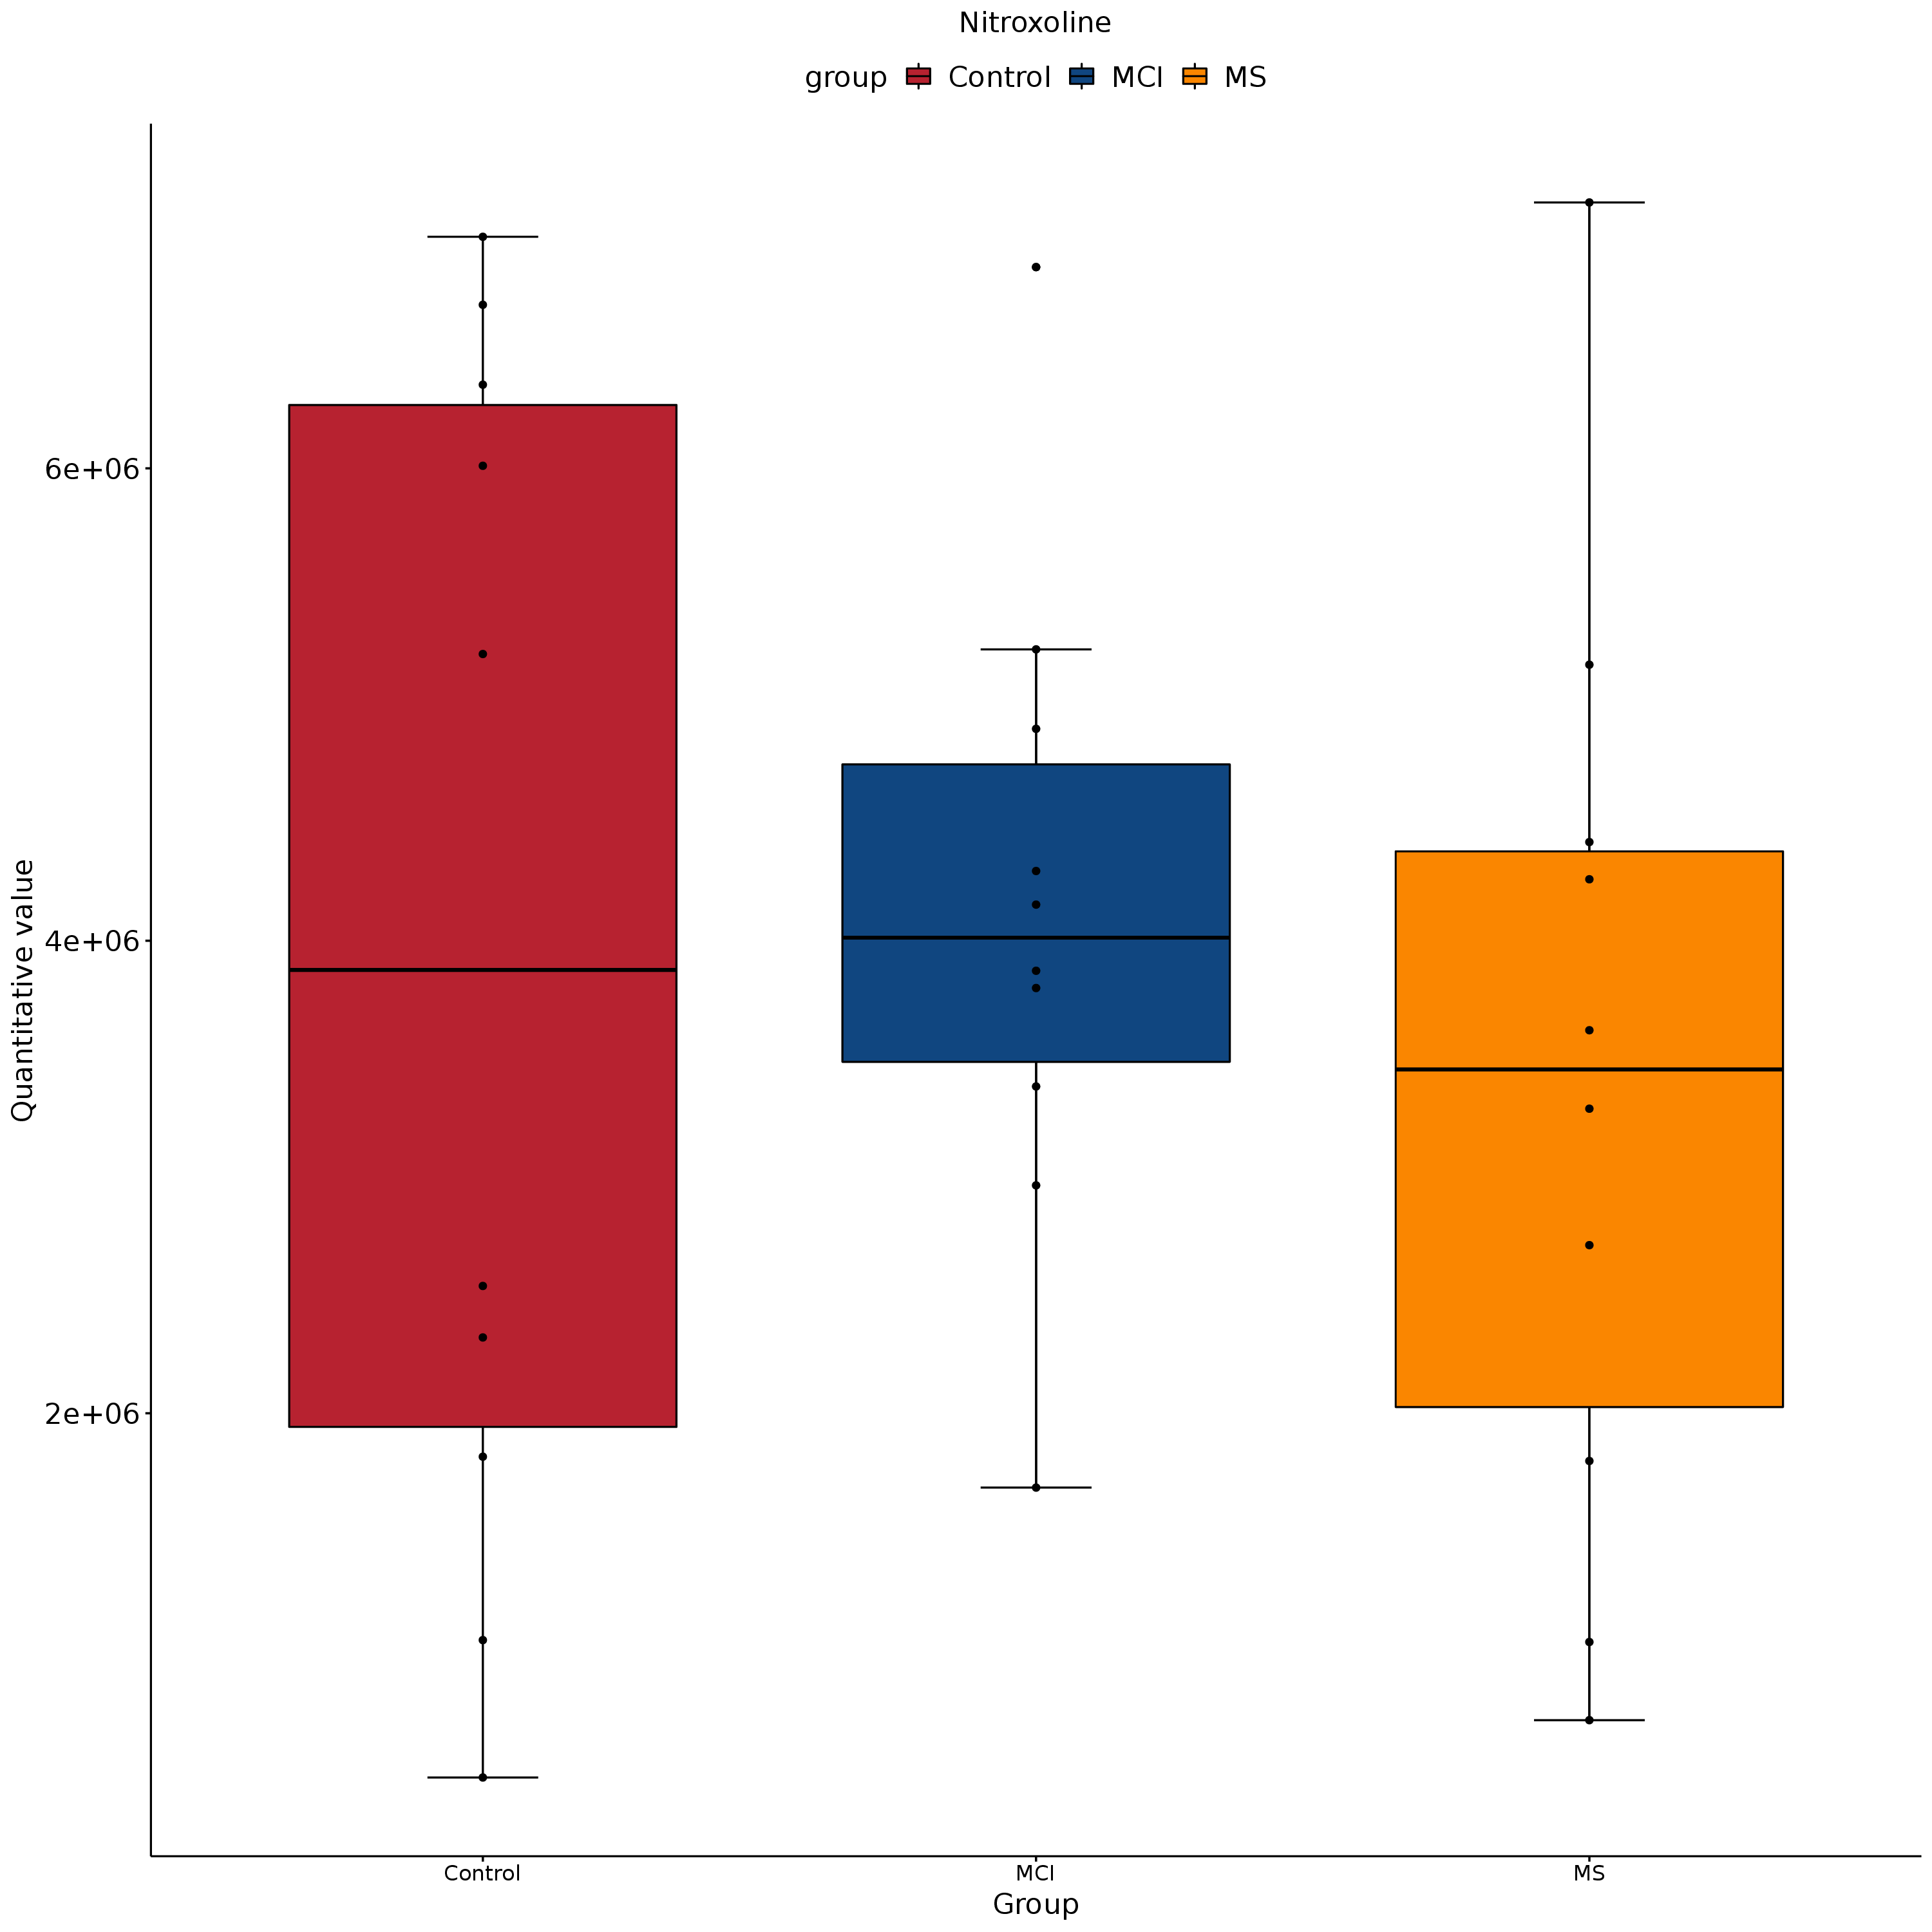 Nitroxoline
group Control MCI MS
Quantitative value
6e+06
4e+06
2e+06
Control MCI MS
Group